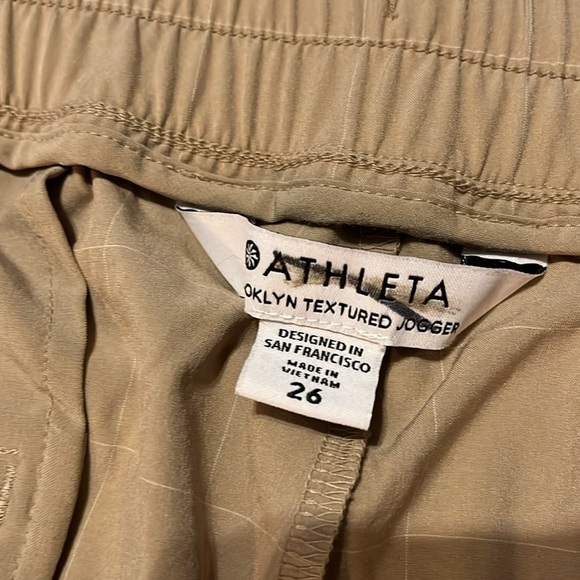 ATHLETA
OKLYN TEXTURED JOGGER
DESIGNED IN
SAN FRANCISCO
MADE IN
VIETNAM
26